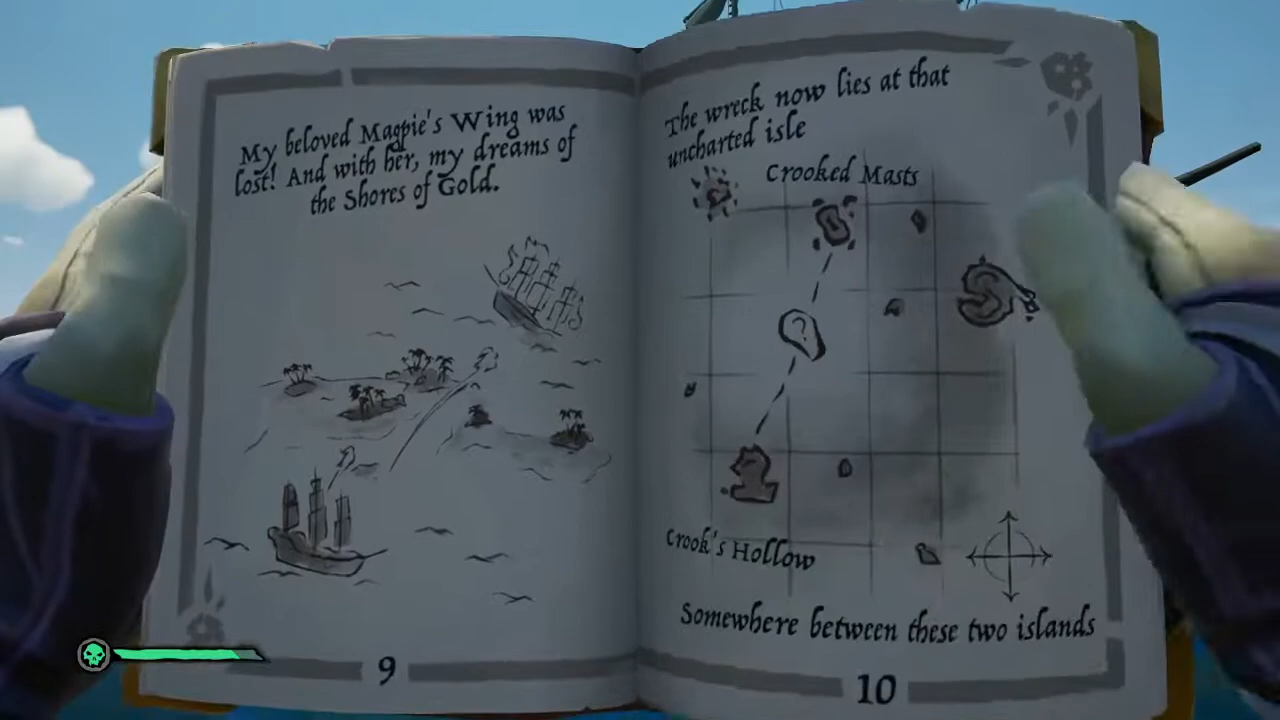 My beloved Magpie's Wing was
lost! And with her, my dreams of
the Shores of Gold.
9
The wreck now lies at that
uncharted isle
Crooked Masts
Crook's Hollow
Somewhere between these two islands
10